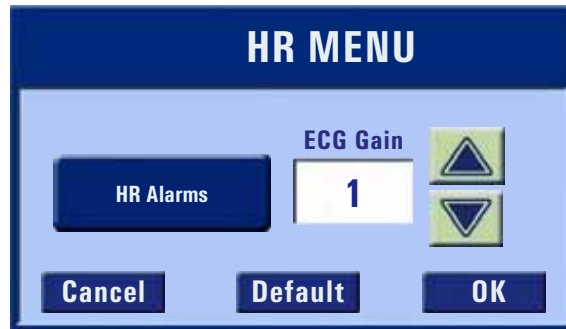 HR MENU
ECG Gain
HR Alarms
1
Cancel Default OK